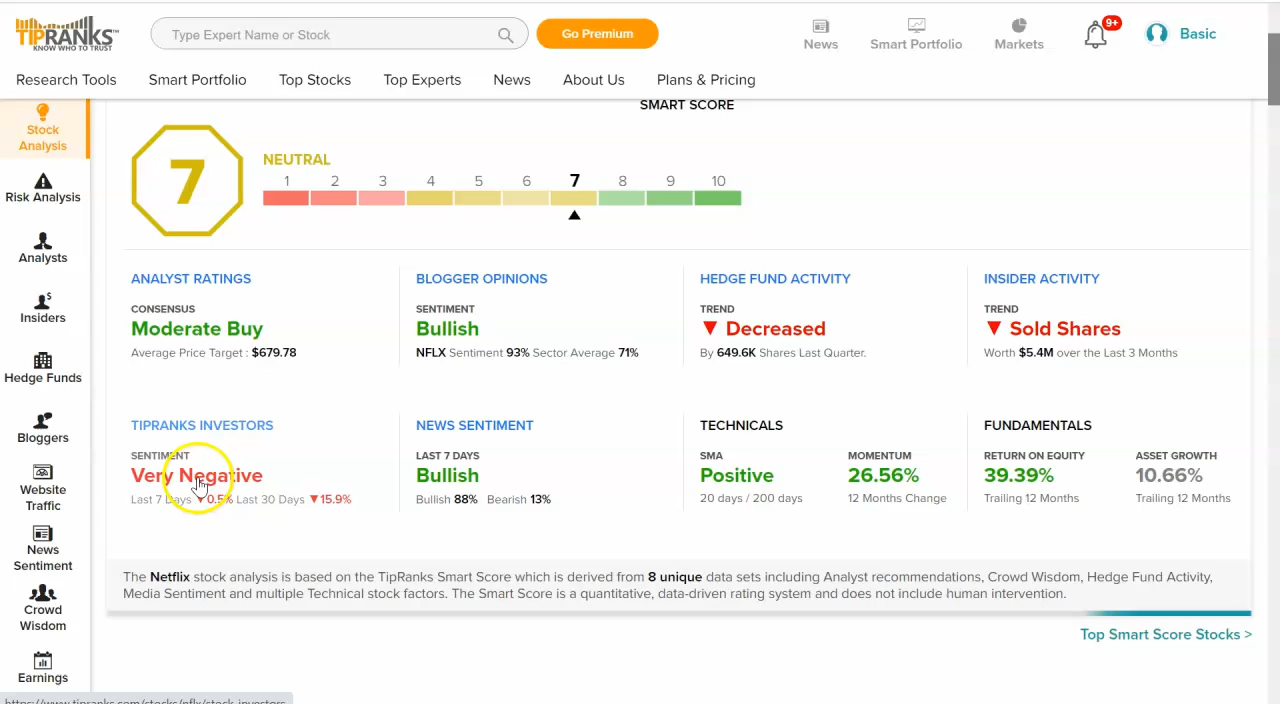 TIPRANKS™
KNOW WHO TO TRUST
Type Expert Name or Stock
Go Premium
News
Smart Portfolio
Markets
9+
Basic
Research Tools
Smart Portfolio
Top Stocks
Top Experts
News
About Us
Plans & Pricing
Stock
Analysis
Risk Analysis
Analysts
Insiders
Hedge Funds
Bloggers
Website
Traffic
News
Sentiment
Crowd
Wisdom
Earnings
SMART SCORE
7
NEUTRAL
1 2 3 4 5 6 7 8 9 10
ANALYST RATINGS
CONSENSUS
Moderate Buy
Average Price Target : $679.78
BLOGGER OPINIONS
SENTIMENT
Bullish
NFLX Sentiment 93% Sector Average 71%
HEDGE FUND ACTIVITY
TREND
▼ Decreased
By 649.6K Shares Last Quarter.
INSIDER ACTIVITY
TREND
▼ Sold Shares
Worth $5.4M over the Last 3 Months
TIPRANKS INVESTORS
SENTIMENT
Very Negative
Last 7 Days ▼0.5% Last 30 Days ▼15.9%
NEWS SENTIMENT
LAST 7 DAYS
Bullish
Bullish 88% Bearish 13%
TECHNICALS
SMA
Positive
20 days / 200 days
MOMENTUM
26.56%
12 Months Change
FUNDAMENTALS
RETURN ON EQUITY
39.39%
Trailing 12 Months
ASSET GROWTH
10.66%
Trailing 12 Months
The Netflix stock analysis is based on the TipRanks Smart Score which is derived from 8 unique data sets including Analyst recommendations, Crowd Wisdom, Hedge Fund Activity,
Media Sentiment and multiple Technical stock factors. The Smart Score is a quantitative, data-driven rating system and does not include human intervention.
Top Smart Score Stocks >
https://www.tipranks.com/stocks/nflx/stock-investors